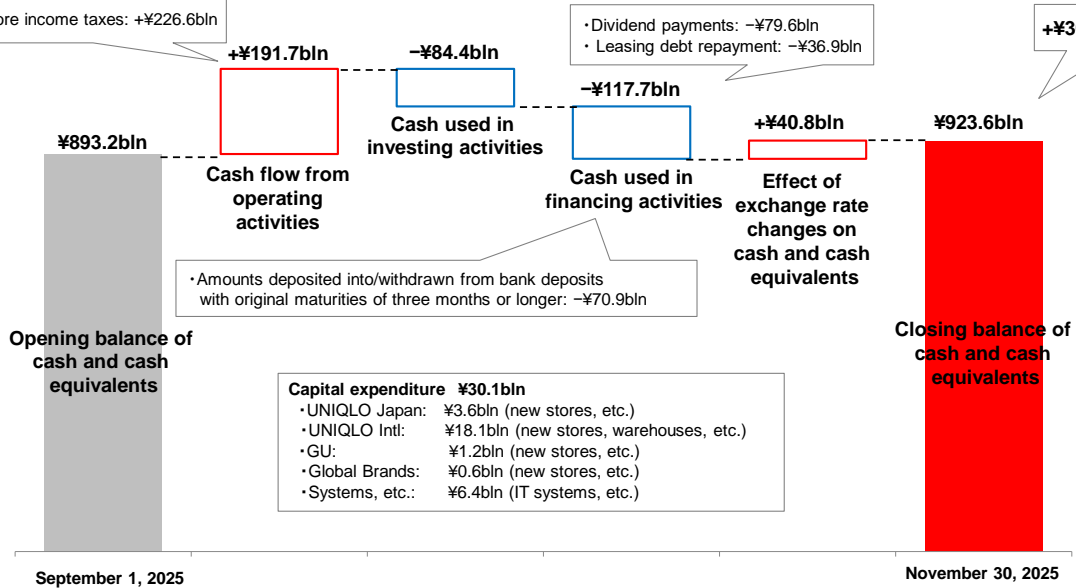 ore income taxes: +¥226.6bln
・Dividend payments: −¥79.6bln
・ Leasing debt repayment: −¥36.9bln
+¥3
+¥191.7bln
−¥84.4bln
−¥117.7bln
+¥40.8bln
¥923.6bln
¥893.2bln
Cash flow from
operating
activities
Cash used in
investing activities
Cash used in
financing activities
Effect of
exchange rate
changes on
cash and cash
equivalents
・Amounts deposited into/withdrawn from bank deposits
with original maturities of three months or longer: −¥70.9bln
Opening balance of
cash and cash
equivalents
Closing balance of
cash and cash
equivalents
Capital expenditure ¥30.1bln
・UNIQLO Japan: ¥3.6bln (new stores, etc.)
・UNIQLO Intl: ¥18.1bln (new stores, warehouses, etc.)
・GU: ¥1.2bln (new stores, etc.)
・Global Brands: ¥0.6bln (new stores, etc.)
・Systems, etc.: ¥6.4bln (IT systems, etc.)
September 1, 2025
November 30, 2025